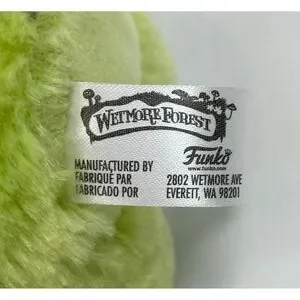 WETMORE FOREST
MANUFACTURED BY
FABRIQUÉ PAR
FABRICADO POR
Funko
www.funko.com
2802 WETMORE AVE
EVERETT, WA 98201